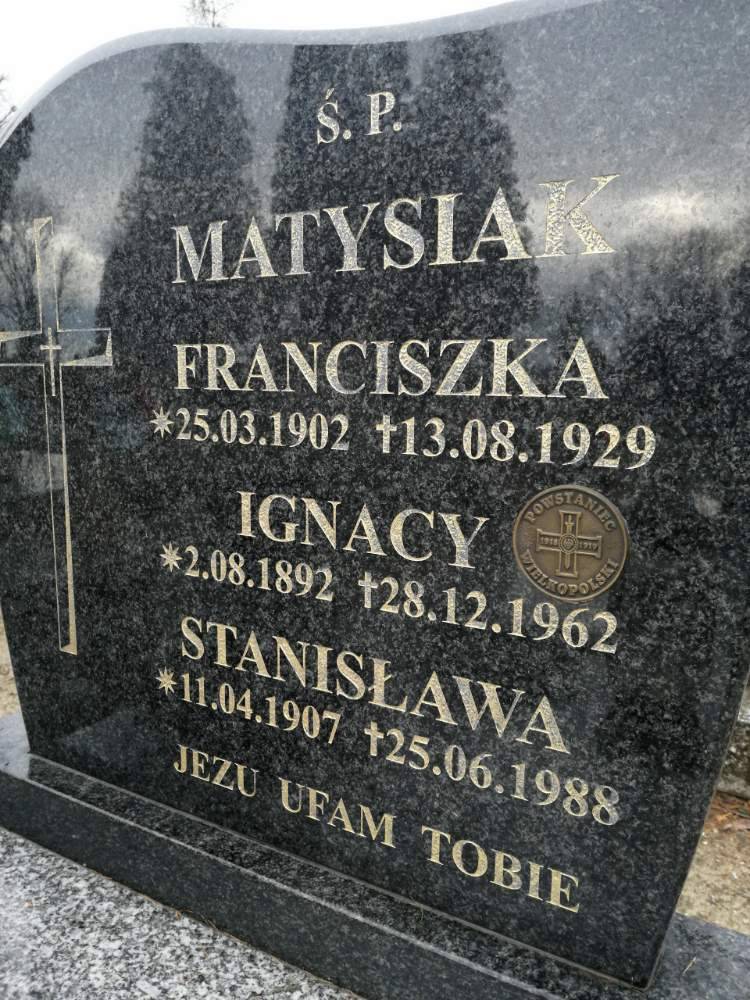 Ś. P.
MATYSIAK
FRANCISZKA
*25.03.1902 †13.08.1929
IGNACY
POWSTANIEC
1918 1919
WIELKOPOLSKI
*2.08.1892 †28.12.1962
STANISŁAWA
*11.04.1907 †25.06.1988
JEZU UFAM TOBIE